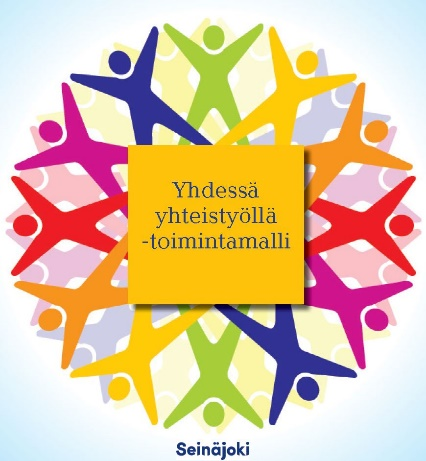 Yhdessä
yhteistyöllä
-toimintamalli
Seinäjoki